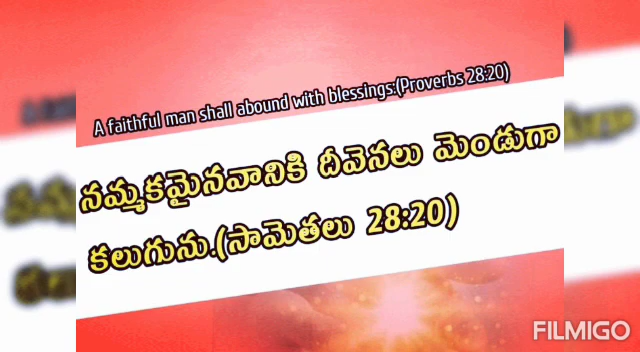 A faithful man shall abound with blessings:(Proverbs 28:20)
నమ్మకమైనవానికి దీవెనలు మెండుగా
కలుగును.(సామెతలు 28:20)
FILMIGO